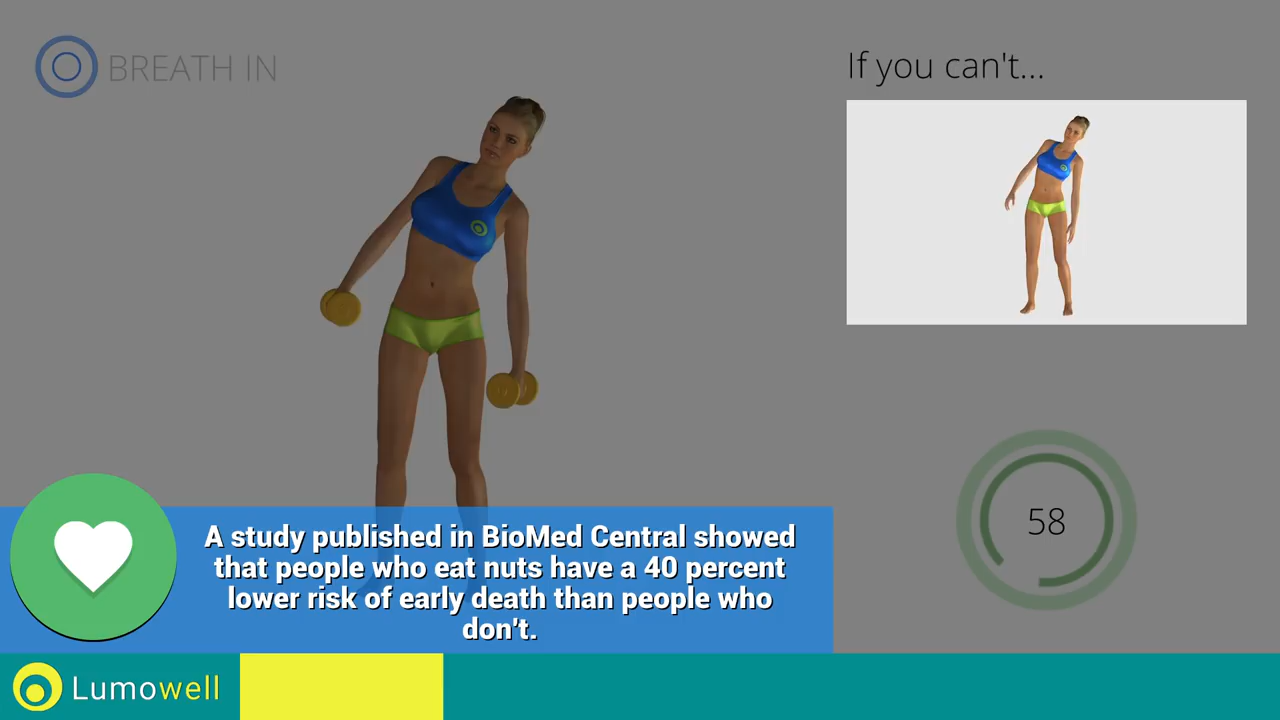 BREATH IN
If you can't...
58
A study published in BioMed Central showed
that people who eat nuts have a 40 percent
lower risk of early death than people who
don't.
Lumowell